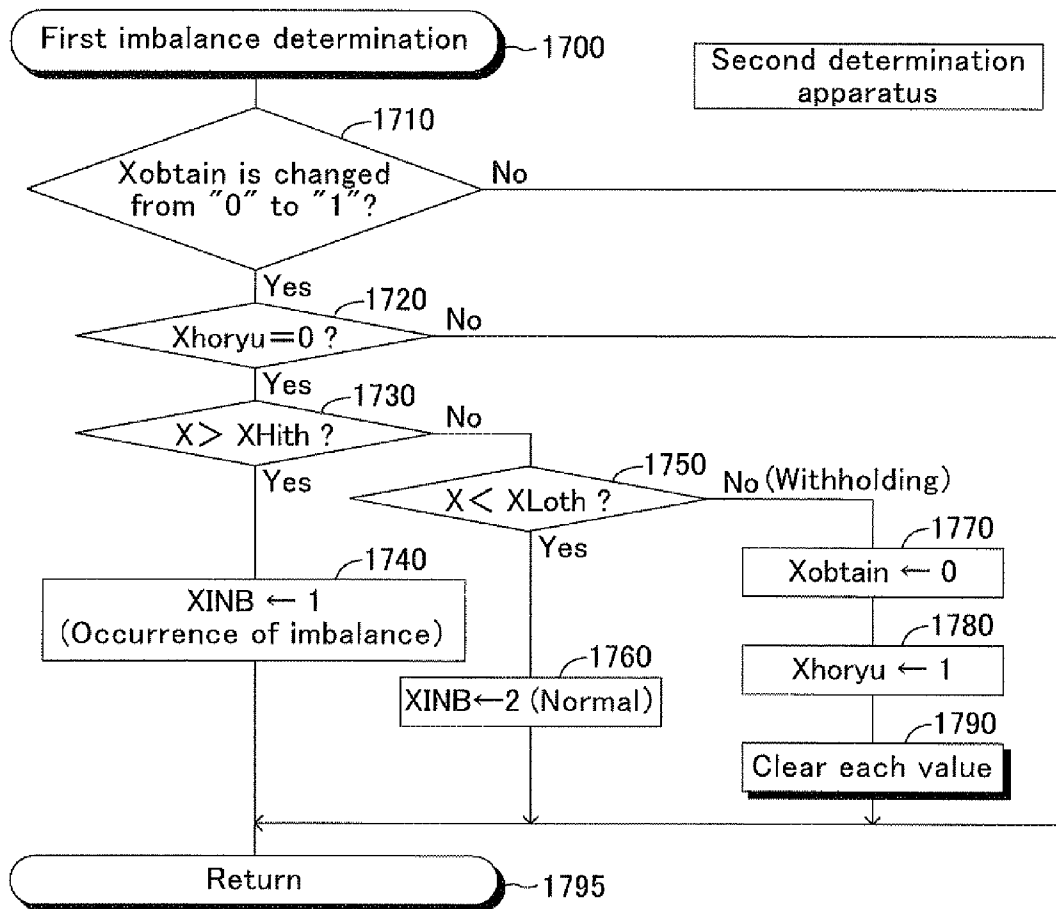 First imbalance determination
1700
Second determination
apparatus
1710
Xobtain is changed
from "0" to "1"?
No
Yes
1720
Xhoryu=0 ?
No
Yes
1730
X> XHith ?
No
Yes
1750
X< XLoth ?
No (Withholding)
Yes
1770
Xobtain ← 0
1740
XINB ← 1
(Occurrence of imbalance)
1780
Xhoryu ← 1
1760
XINB←2 (Normal)
1790
Clear each value
Return
1795